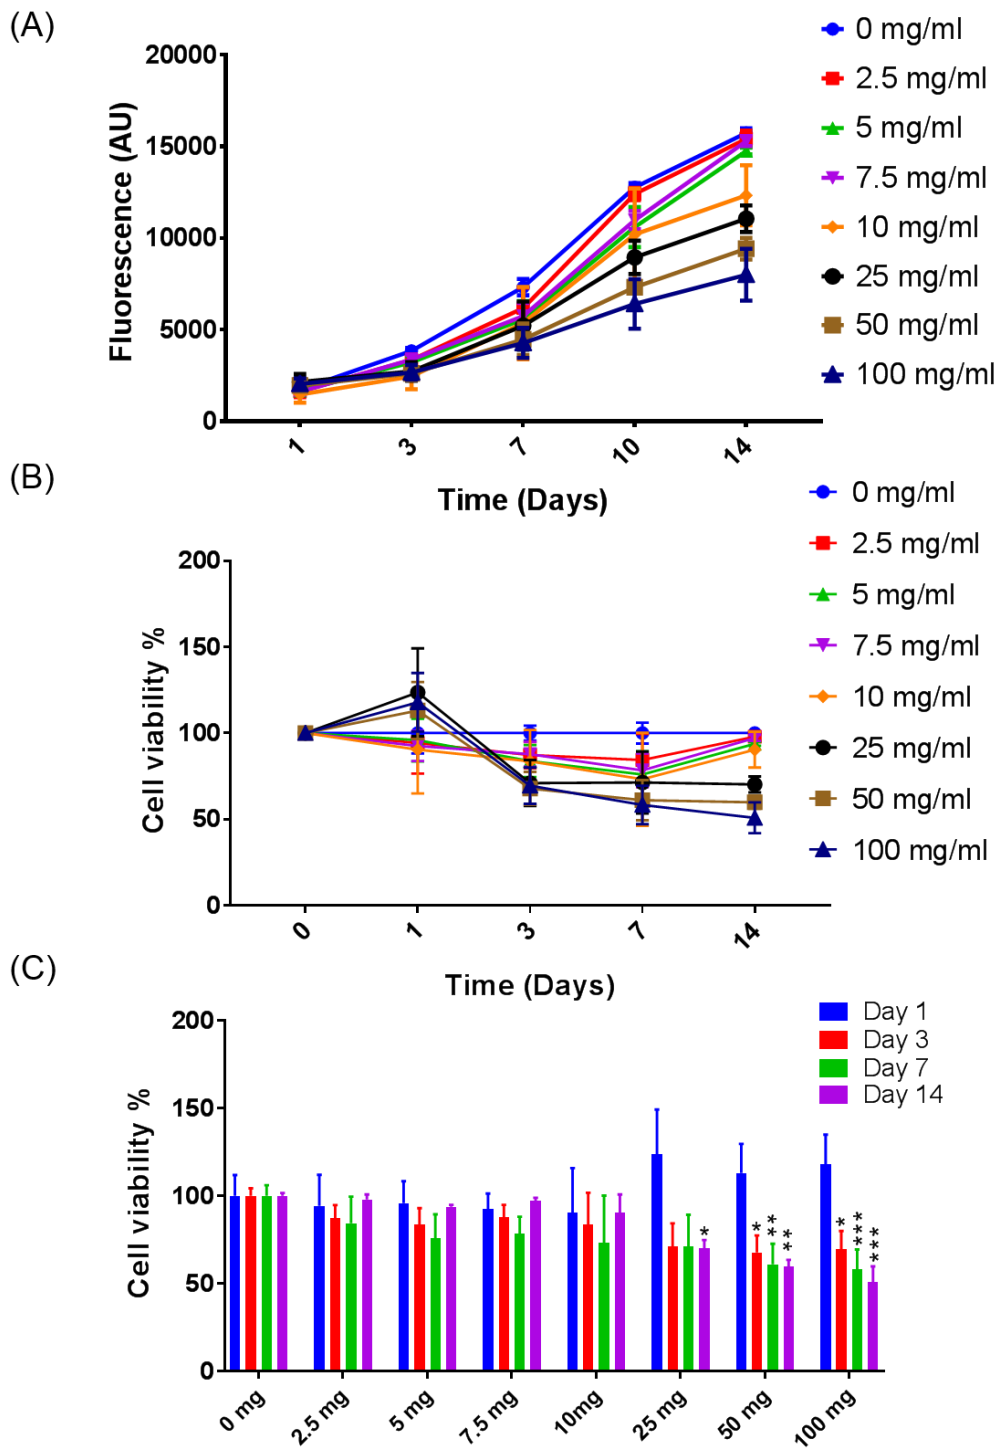 (A)
20000
15000
10000
5000
0
Fluorescence (AU)
1 3 7 10 14
Time (Days)
0 mg/ml
2.5 mg/ml
5 mg/ml
7.5 mg/ml
10 mg/ml
25 mg/ml
50 mg/ml
100 mg/ml
(B)
200
150
100
50
0
Cell viability %
0 1 3 7 14
Time (Days)
0 mg/ml
2.5 mg/ml
5 mg/ml
7.5 mg/ml
10 mg/ml
25 mg/ml
50 mg/ml
100 mg/ml
(C)
200
150
100
50
0
Cell viability %
Day 1
Day 3
Day 7
Day 14
* * ** ** * *** ***
0 mg 2.5 mg 5 mg 7.5 mg 10mg 25 mg 50 mg 100 mg